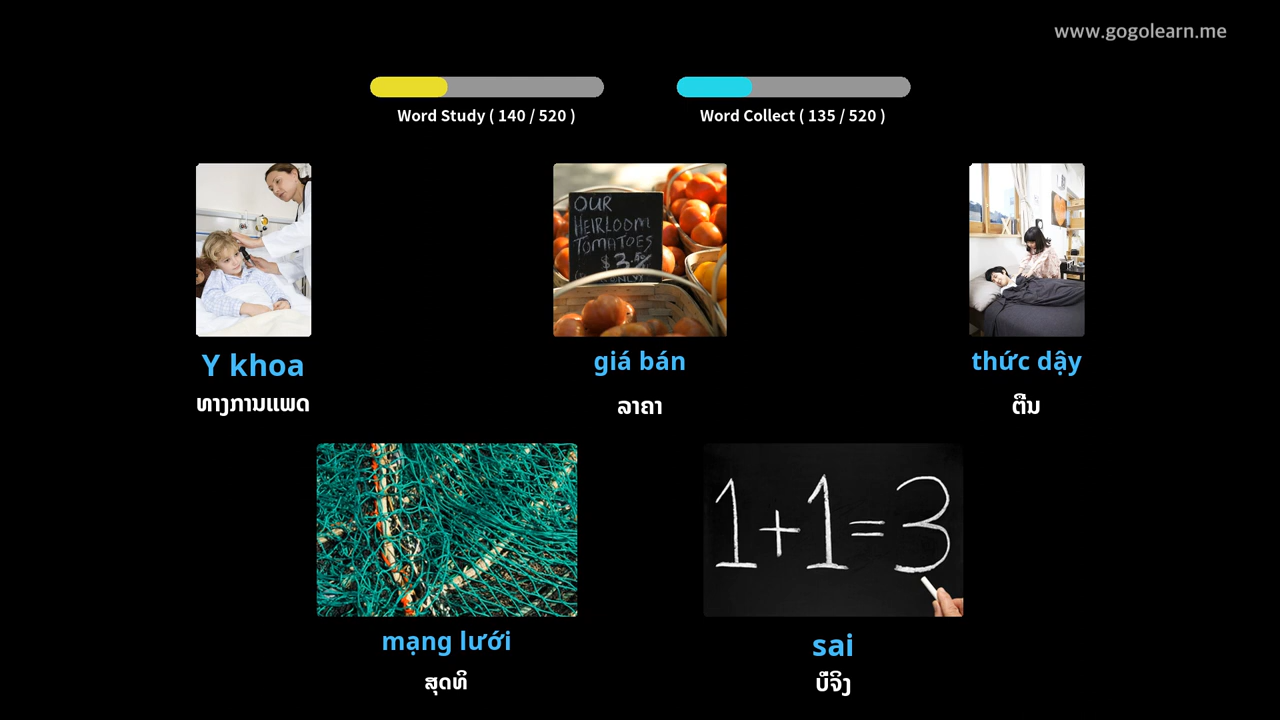 www.gogolearn.me
Word Study ( 140 / 520 )
Word Collect ( 135 / 520 )
OUR
HEIRLOOM
TOMATOES
Y khoa
ທາງການແພດ
giá bán
ລາຄາ
thức dậy
ຕື່ນ
1+1=3
mạng lưới
ສຸດທິ
sai
ບໍ່ຈິງ